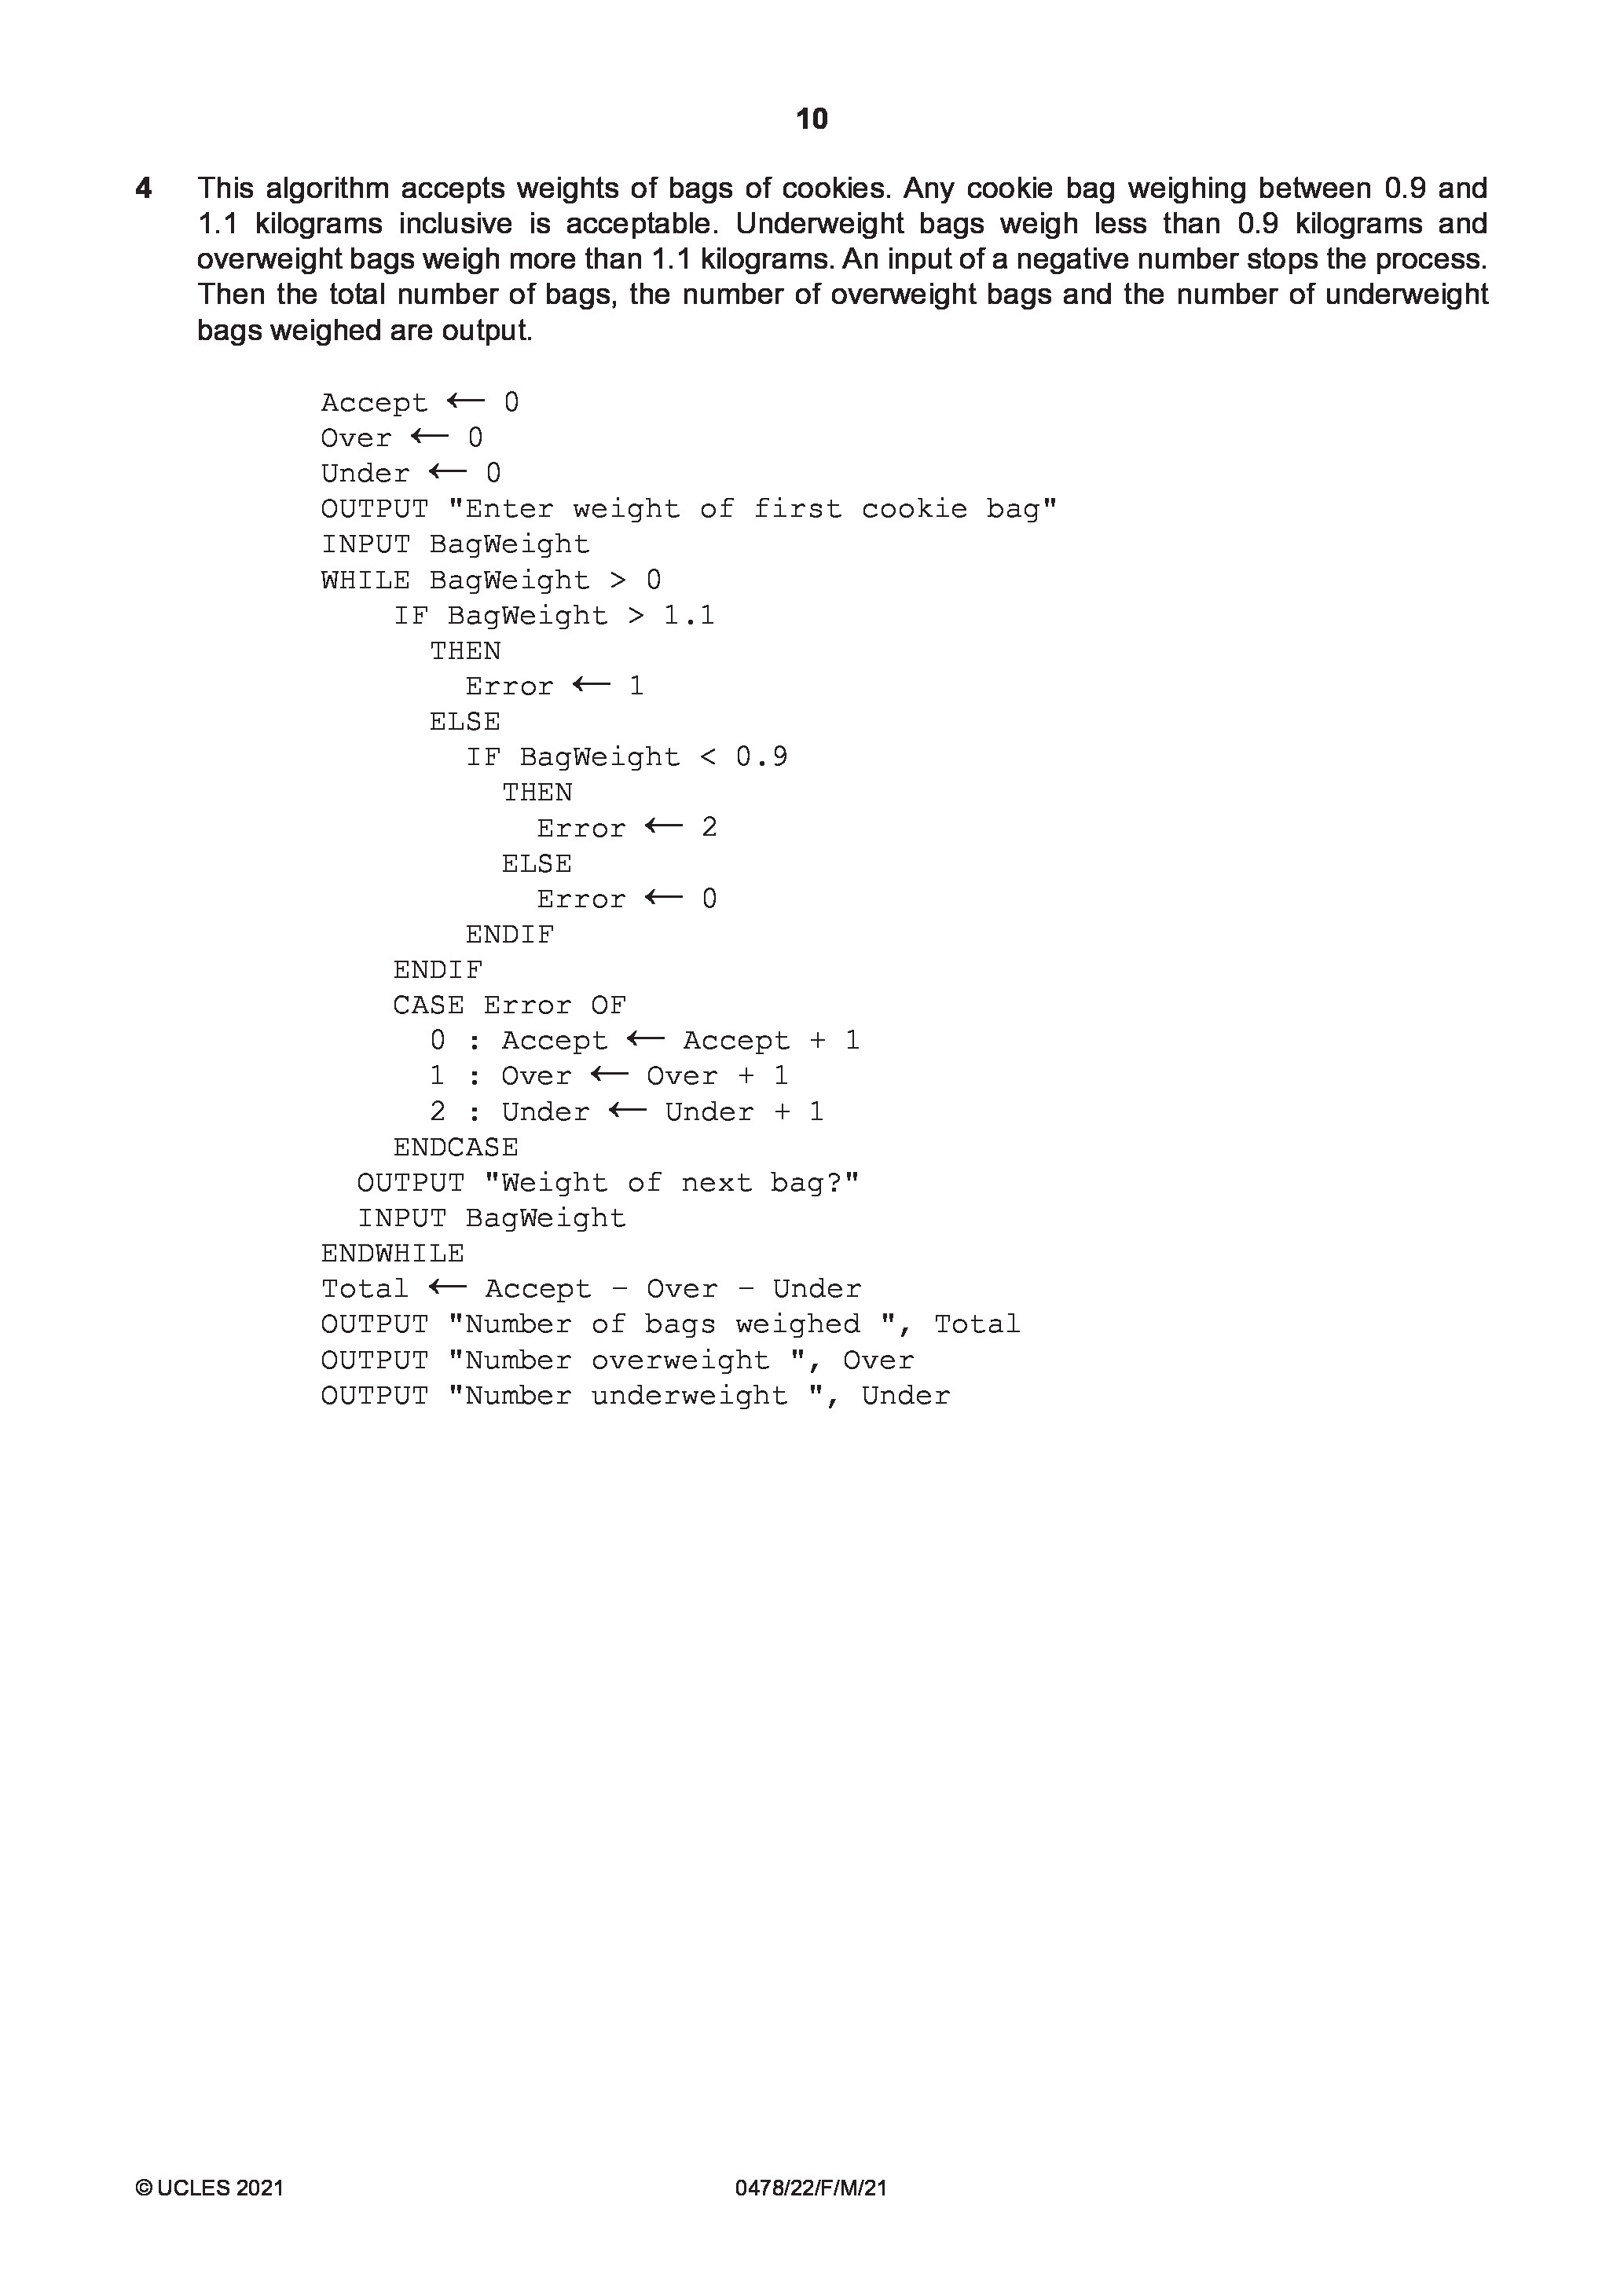 10
4 This algorithm accepts weights of bags of cookies. Any cookie bag weighing between 0.9 and
1.1 kilograms inclusive is acceptable. Underweight bags weigh less than 0.9 kilograms and
overweight bags weigh more than 1.1 kilograms. An input of a negative number stops the process.
Then the total number of bags, the number of overweight bags and the number of underweight
bags weighed are output.
Accept ← 0
Over ← 0
Under ← 0
OUTPUT "Enter weight of first cookie bag"
INPUT BagWeight
WHILE BagWeight > 0
IF BagWeight > 1.1
THEN
Error ← 1
ELSE
IF BagWeight < 0.9
THEN
Error ← 2
ELSE
Error ← 0
ENDIF
ENDIF
CASE Error OF
0 : Accept ← Accept + 1
1 : Over ← Over + 1
2 : Under ← Under + 1
ENDCASE
OUTPUT "Weight of next bag?"
INPUT BagWeight
ENDWHILE
Total ← Accept – Over – Under
OUTPUT "Number of bags weighed ", Total
OUTPUT "Number overweight ", Over
OUTPUT "Number underweight ", Under
© UCLES 2021 0478/22/F/M/21